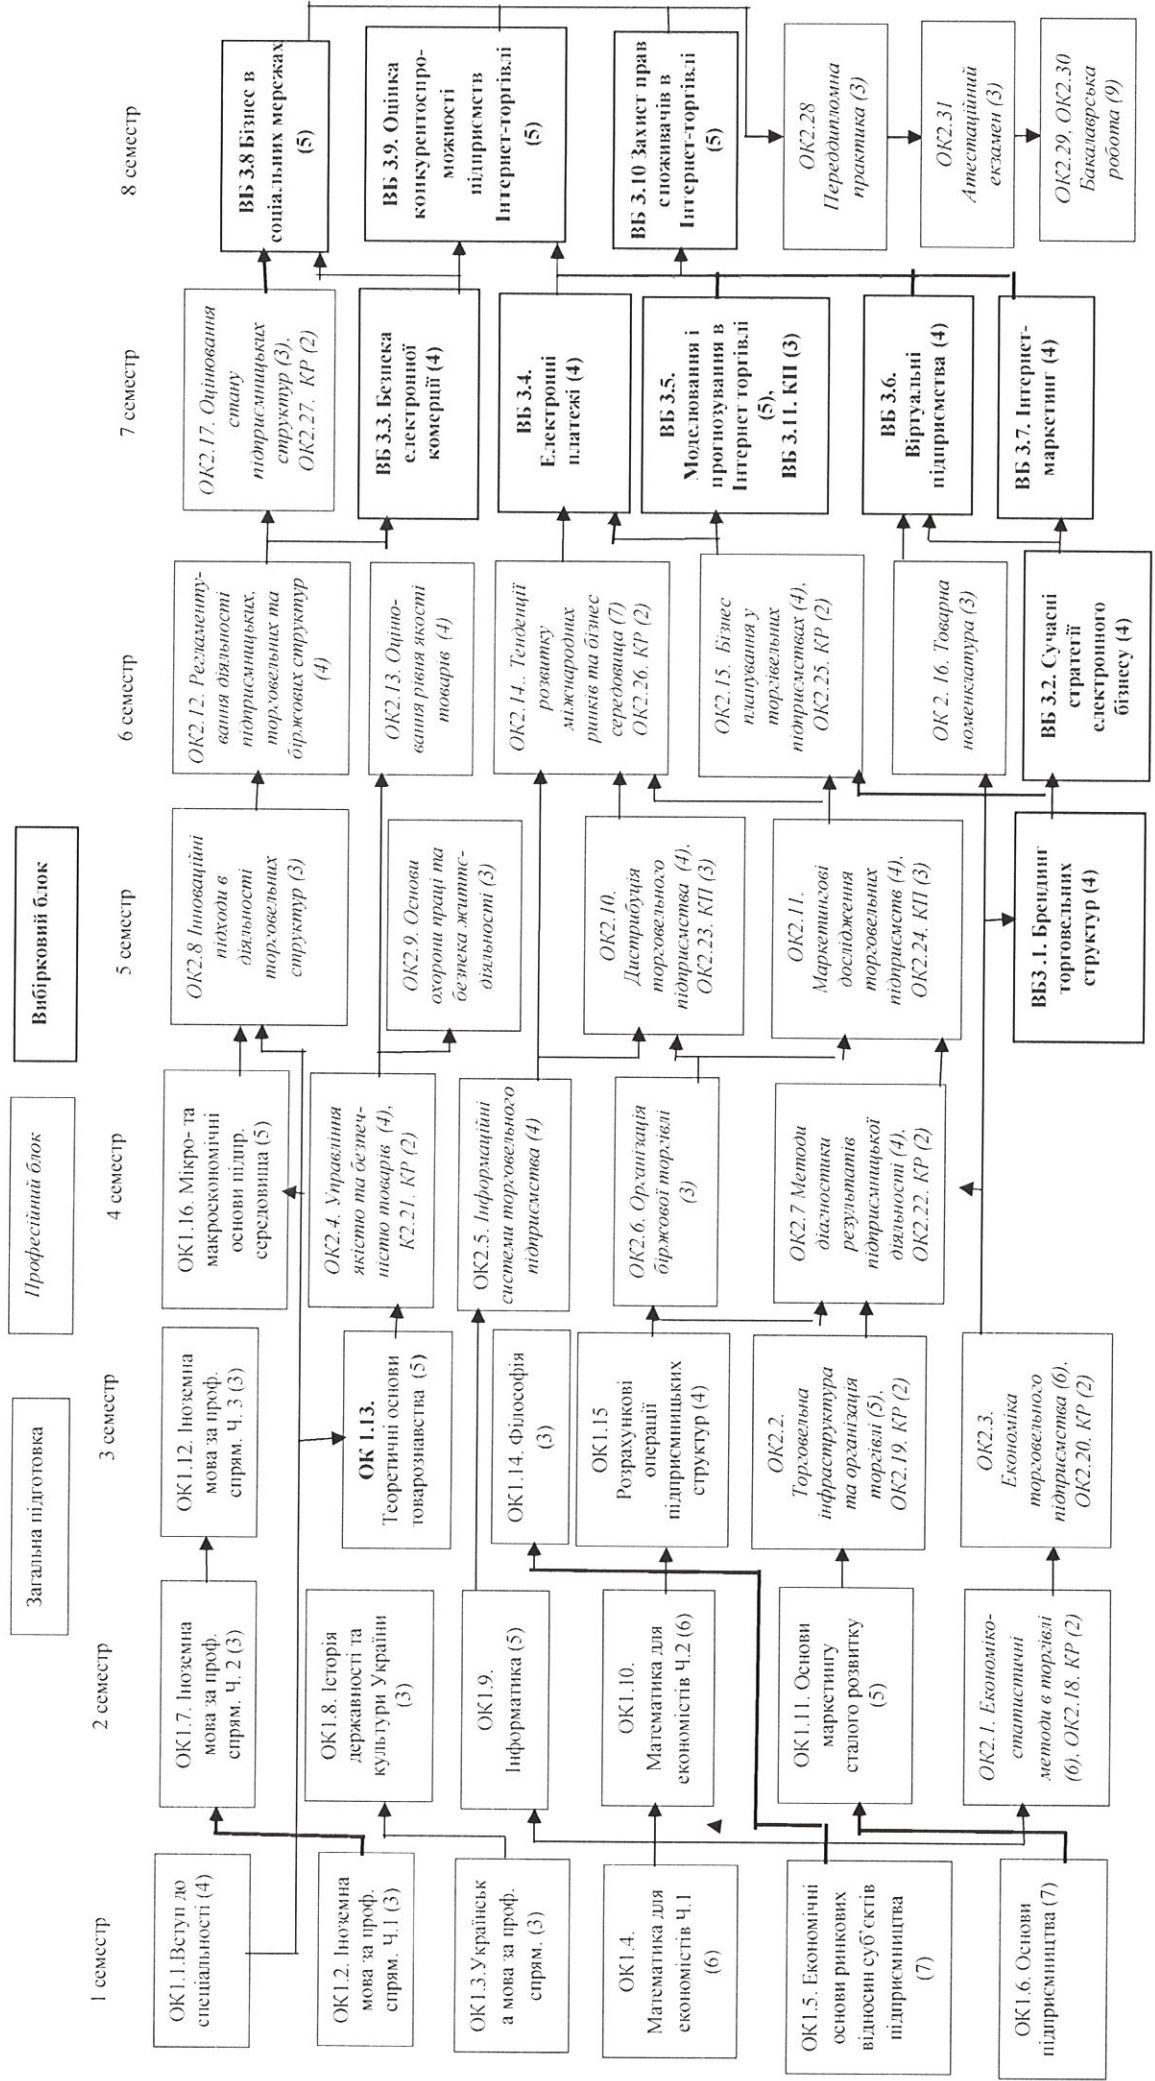 Загальна підготовка
Професійний блок
Вибірковий блок
1 семестр
2 семестр
3 семестр
4 семестр
5 семестр
6 семестр
7 семестр
8 семестр
ОК1.1.Вступ до
спеціальності (4)
ОК1.2. Іноземна
мова за проф.
спрям. Ч.1 (3)
ОК1.3.Українськ
а мова за проф.
спрям. (3)
ОК1.4.
Математика для
економістів Ч.1
(6)
ОК1.5. Економічні
основи ринкових
відносин суб’єктів
підприємництва
(7)
ОК1.6. Основи
підприємництва (7)
ОК1.7. Іноземна
мова за проф.
спрям. Ч. 2 (3)
ОК1.8. Історія
державності та
культури України
(3)
ОК1.9.
Інформатика (5)
ОК1.10.
Математика для
економістів Ч.2 (6)
ОК1.11. Основи
маркетингу
сталого розвитку
(5)
ОК2.1. Економіко-
статистичні
методи в торгівлі
(6), ОК2.18. КР (2)
ОК1.12. Іноземна
мова за проф.
спрям. Ч. 3 (3)
ОК 1.13.
Теоретичні основи
товарознавства (5)
ОК1.14. Філософія
(3)
ОК1.15
Розрахункові
операції
підприємницьких
структур (4)
ОК2.2.
Торговельна
інфраструктура
та організація
торгівлі (5),
ОК2.19. КР (2)
ОК2.3.
Економіка
торговельного
підприємства (6),
ОК2.20. КР (2)
ОК1.16. Мікро- та
макроекономічні
основи підпр.
середовища (5)
ОК2.4. Управління
якістю та безпеч-
ністю товарів (4),
К2.21. КР (2)
ОК2.5. Інформаційні
системи торговельного
підприємства (4)
ОК2.6. Організація
біржової торгівлі
(3)
ОК2.7 Методи
діагностики
результатів
підприємницької
діяльності (4),
ОК2.22. КР (2)
ОК2.8 Інноваційні
підходи в
діяльності
торговельних
структур (3)
ОК2.9. Основи
охорони праці та
безпека життє-
діяльності (3)
ОК2.10.
Дистрибуція
торговельного
підприємства (4),
ОК2.23. КП (3)
ОК2.11.
Маркетингові
дослідження
торговельних
підприємств (4),
ОК2.24. КП (3)
ВБ3 .1. Брендинг
торговельних
структур (4)
ОК2.12. Регламенту-
вання діяльності
підприємницьких,
торговельних та
біржових структур
(4)
ОК2.13. Оціню-
вання рівня якості
товарів (4)
ОК2.14.. Тенденції
розвитку
міжнародних
ринків та бізнес
середовища (7)
ОК2.26. КР (2)
ОК2.15. Бізнес
планування у
торгівельних
підприємствах (4),
ОК2.25. КР (2)
ОК 2. 16. Товарна
номенклатура (3)
ВБ 3.2. Сучасні
стратегії
електронного
бізнесу (4)
ОК2.17. Оцінювання
стану
підприємницьких
структур (3),
ОК2.27. КР (2)
ВБ 3.3. Безпека
електронної
комерції (4)
ВБ 3.4.
Електронні
платежі (4)
ВБ 3.5.
Моделювання і
прогнозування в
Інтернет торгівлі
(5),
ВБ 3.11. КП (3)
ВБ 3.6.
Віртуальні
підприємства (4)
ВБ 3.7. Інтернет-
маркетинг (4)
ВБ 3.8 Бізнес в
соціальних мережах
(5)
ВБ 3.9. Оцінка
конкурентоспро-
можності
підприємств
Інтернет-торгівлі
(5)
ВБ 3.10 Захист прав
споживачів в
Інтернет-торгівлі
(5)
ОК2.28
Переддипломна
практика (3)
ОК2.31
Атестаційний
екзамен (3)
ОК2.29, ОК2.30
Бакалаврська
робота (9)